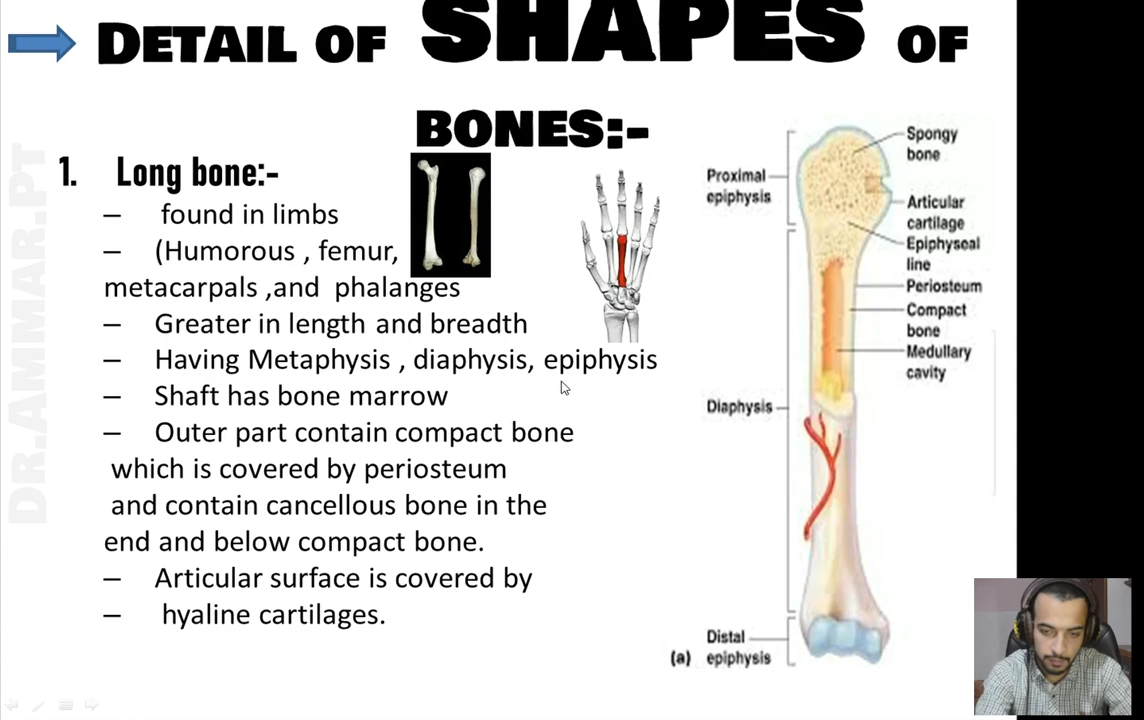 DETAIL OF SHAPES OF
BONES:-
1. Long bone:-
– found in limbs
– (Humorous , femur,
metacarpals ,and phalanges
– Greater in length and breadth
– Having Metaphysis , diaphysis, epiphysis
– Shaft has bone marrow
– Outer part contain compact bone
which is covered by periosteum
and contain cancellous bone in the
end and below compact bone.
– Articular surface is covered by
– hyaline cartilages.
Proximal
epiphysis
Diaphysis
Distal
(a) epiphysis
Spongy
bone
Articular
cartilage
Epiphyseal
line
Periosteum
Compact
bone
Medullary
cavity
DR.AMMAR.PT